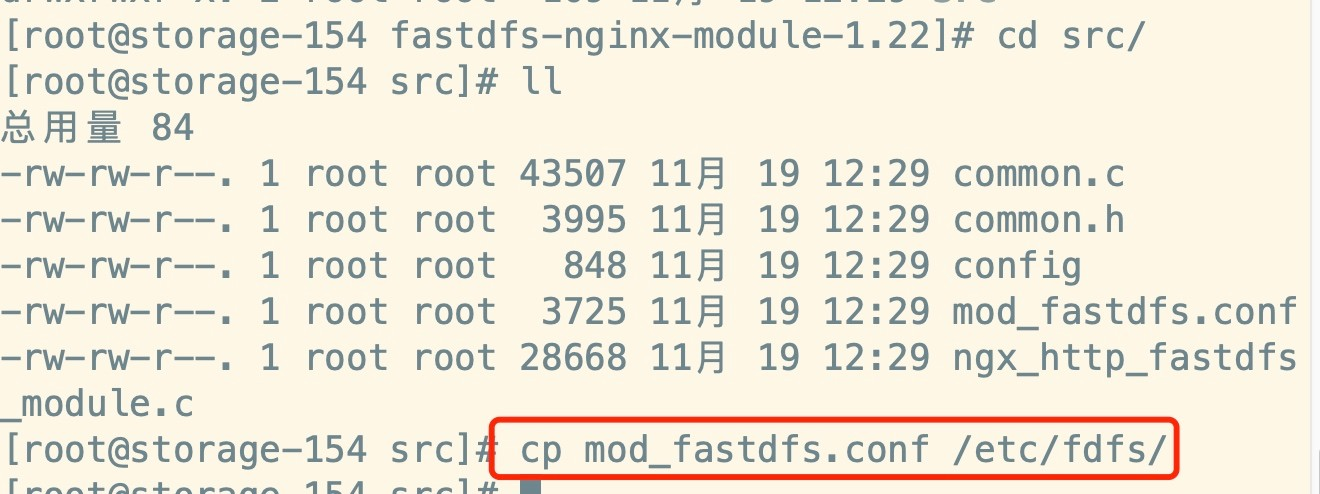 [root@storage-154 fastdfs-nginx-module-1.22]# cd src/
[root@storage-154 src]# ll
总用量 84
-rw-rw-r--. 1 root root 43507 11月 19 12:29 common.c
-rw-rw-r--. 1 root root 3995 11月 19 12:29 common.h
-rw-rw-r--. 1 root root 848 11月 19 12:29 config
-rw-rw-r--. 1 root root 3725 11月 19 12:29 mod_fastdfs.conf
-rw-rw-r--. 1 root root 28668 11月 19 12:29 ngx_http_fastdfs
_module.c
[root@storage-154 src]# cp mod_fastdfs.conf /etc/fdfs/
[root@storage-154 src]#